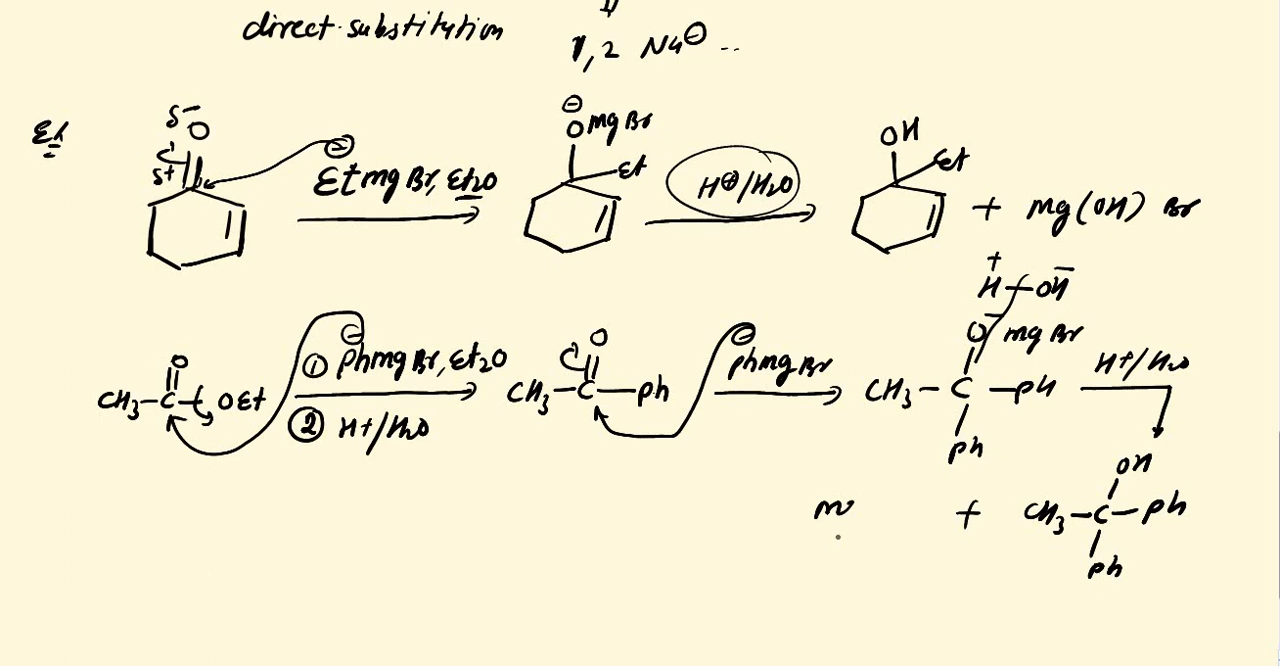 direct substitution
1,2 Nu⊖ ..
Ex
δ− O
δ+
⊖
EtMgBr, Et2O
⊖
OMgBr
Et
H⊕/H2O
OH
Et
+ Mg(OH)Br
+
H–OH−
① ⊖ PhMgBr, Et2O
② H+/H2O
O
CH3–C–OEt
O
CH3–C–Ph
⊖
PhMgBr
O− MgBr
CH3–C–Ph
Ph
H+/H2O
+
OH
CH3–C–Ph
Ph